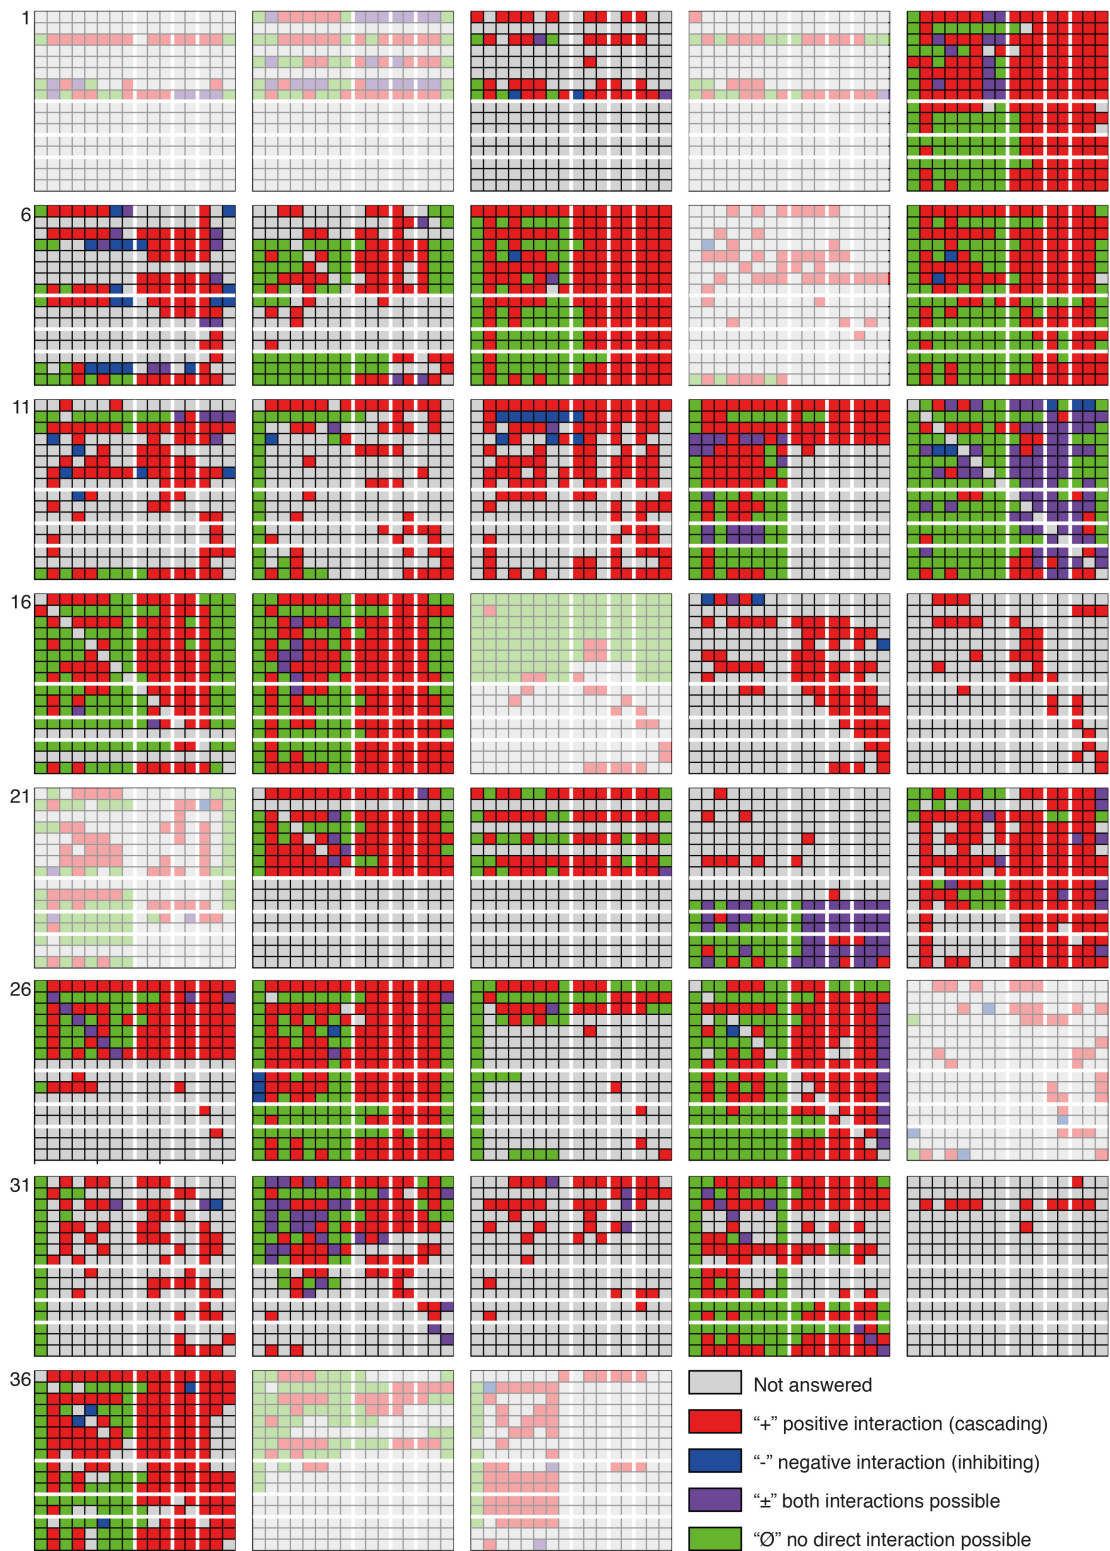 1
6
11
16
21
26
31
36
Not answered
“+” positive interaction (cascading)
“-” negative interaction (inhibiting)
“±” both interactions possible
“Ø” no direct interaction possible